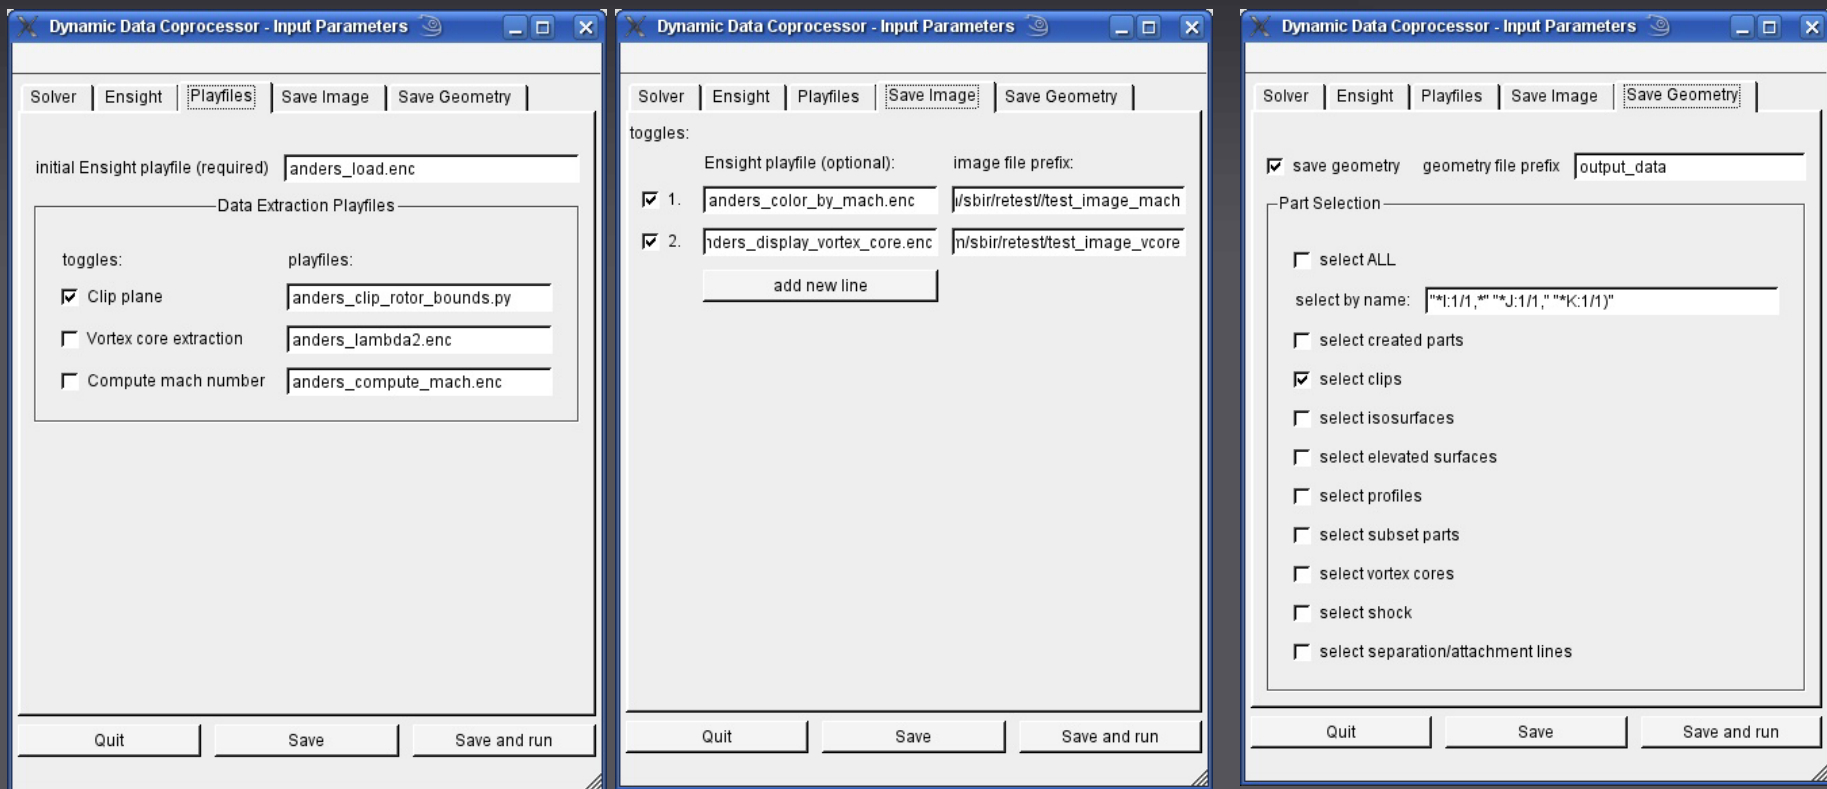 Dynamic Data Coprocessor - Input Parameters
Solver Ensight Playfiles Save Image Save Geometry
initial Ensight playfile (required) anders_load.enc
Data Extraction Playfiles
toggles: playfiles:
Clip plane anders_clip_rotor_bounds.py
Vortex core extraction anders_lambda2.enc
Compute mach number anders_compute_mach.enc
Quit Save Save and run
Dynamic Data Coprocessor - Input Parameters
Solver Ensight Playfiles Save Image Save Geometry
toggles:
Ensight playfile (optional): image file prefix:
1. anders_color_by_mach.enc /sbir/retest//test_image_mach
2. nders_display_vortex_core.enc n/sbir/retest/test_image_vcore
add new line
Quit Save Save and run
Dynamic Data Coprocessor - Input Parameters
Solver Ensight Playfiles Save Image Save Geometry
save geometry geometry file prefix output_data
Part Selection
select ALL
select by name: "*I:1/1,*" "*J:1/1," "*K:1/1)"
select created parts
select clips
select isosurfaces
select elevated surfaces
select profiles
select subset parts
select vortex cores
select shock
select separation/attachment lines
Quit Save Save and run